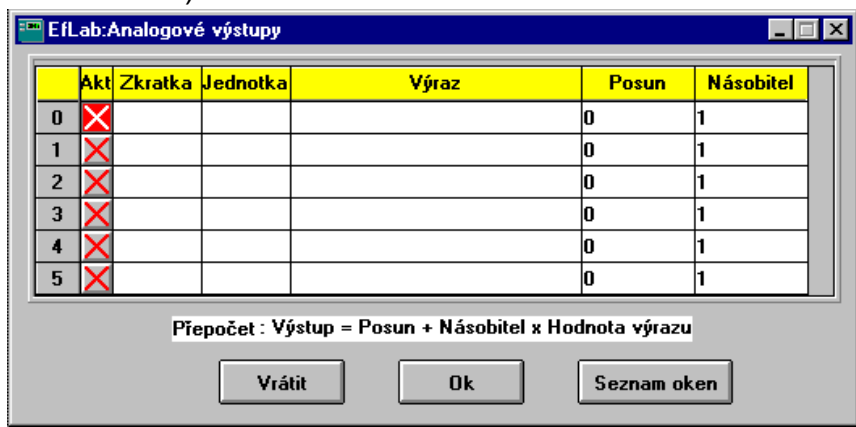 EfLab:Analogové výstupy
Akt Zkratka Jednotka Výraz Posun Násobitel
0 0 1
1 0 1
2 0 1
3 0 1
4 0 1
5 0 1
Přepočet : Výstup = Posun + Násobitel x Hodnota výrazu
Vrátit Ok Seznam oken